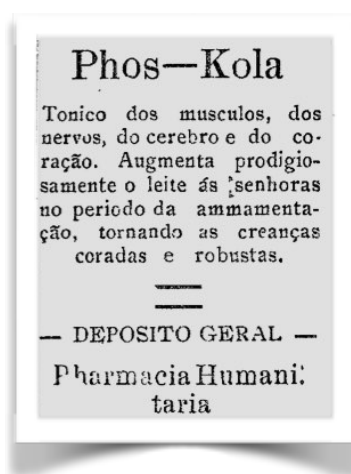 Phos—Kola
Tonico dos musculos, dos
nervos, do cerebro e do co-
ração. Augmenta prodigio-
samente o leite ás senhoras
no periodo da ammamenta-
ção, tornando as creanças
coradas e robustas.
— DEPOSITO GERAL —
Pharmacia Humani-
taria